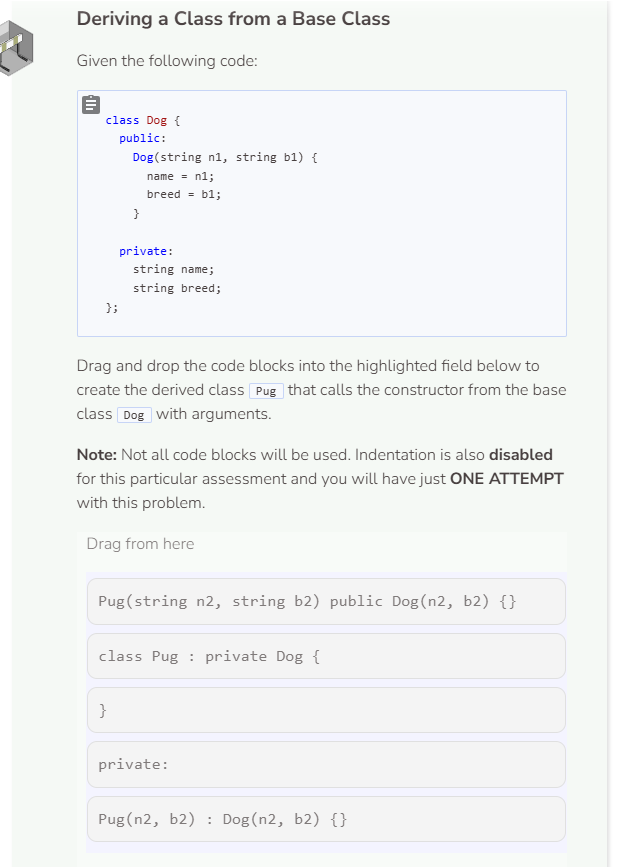 Deriving a Class from a Base Class
Given the following code:
class Dog {
public:
Dog(string n1, string b1) {
name = n1;
breed = b1;
}
private:
string name;
string breed;
};
Drag and drop the code blocks into the highlighted field below to
create the derived class Pug that calls the constructor from the base
class Dog with arguments.
Note: Not all code blocks will be used. Indentation is also disabled
for this particular assessment and you will have just ONE ATTEMPT
with this problem.
Drag from here
Pug(string n2, string b2) public Dog(n2, b2) {}
class Pug : private Dog {
}
private:
Pug(n2, b2) : Dog(n2, b2) {}